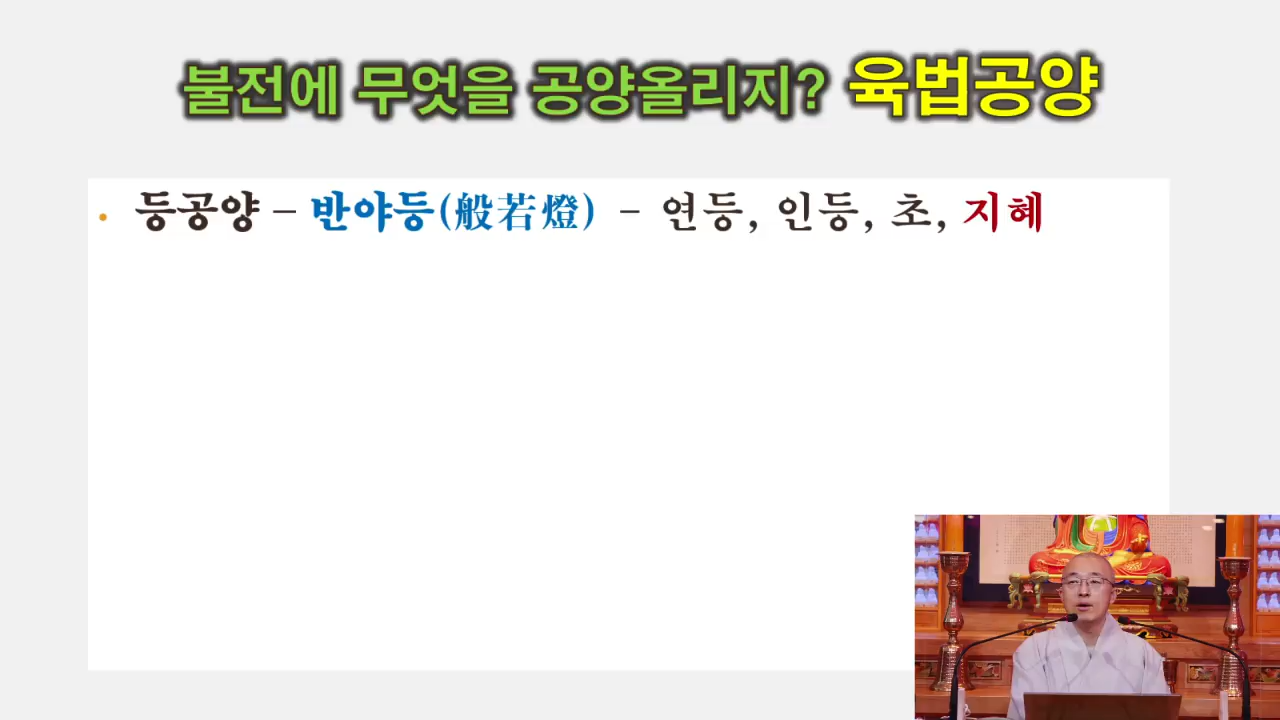 불전에 무엇을 공양올리지? 육법공양
• 등공양 – 반야등(般若燈) - 연등, 인등, 초, 지혜